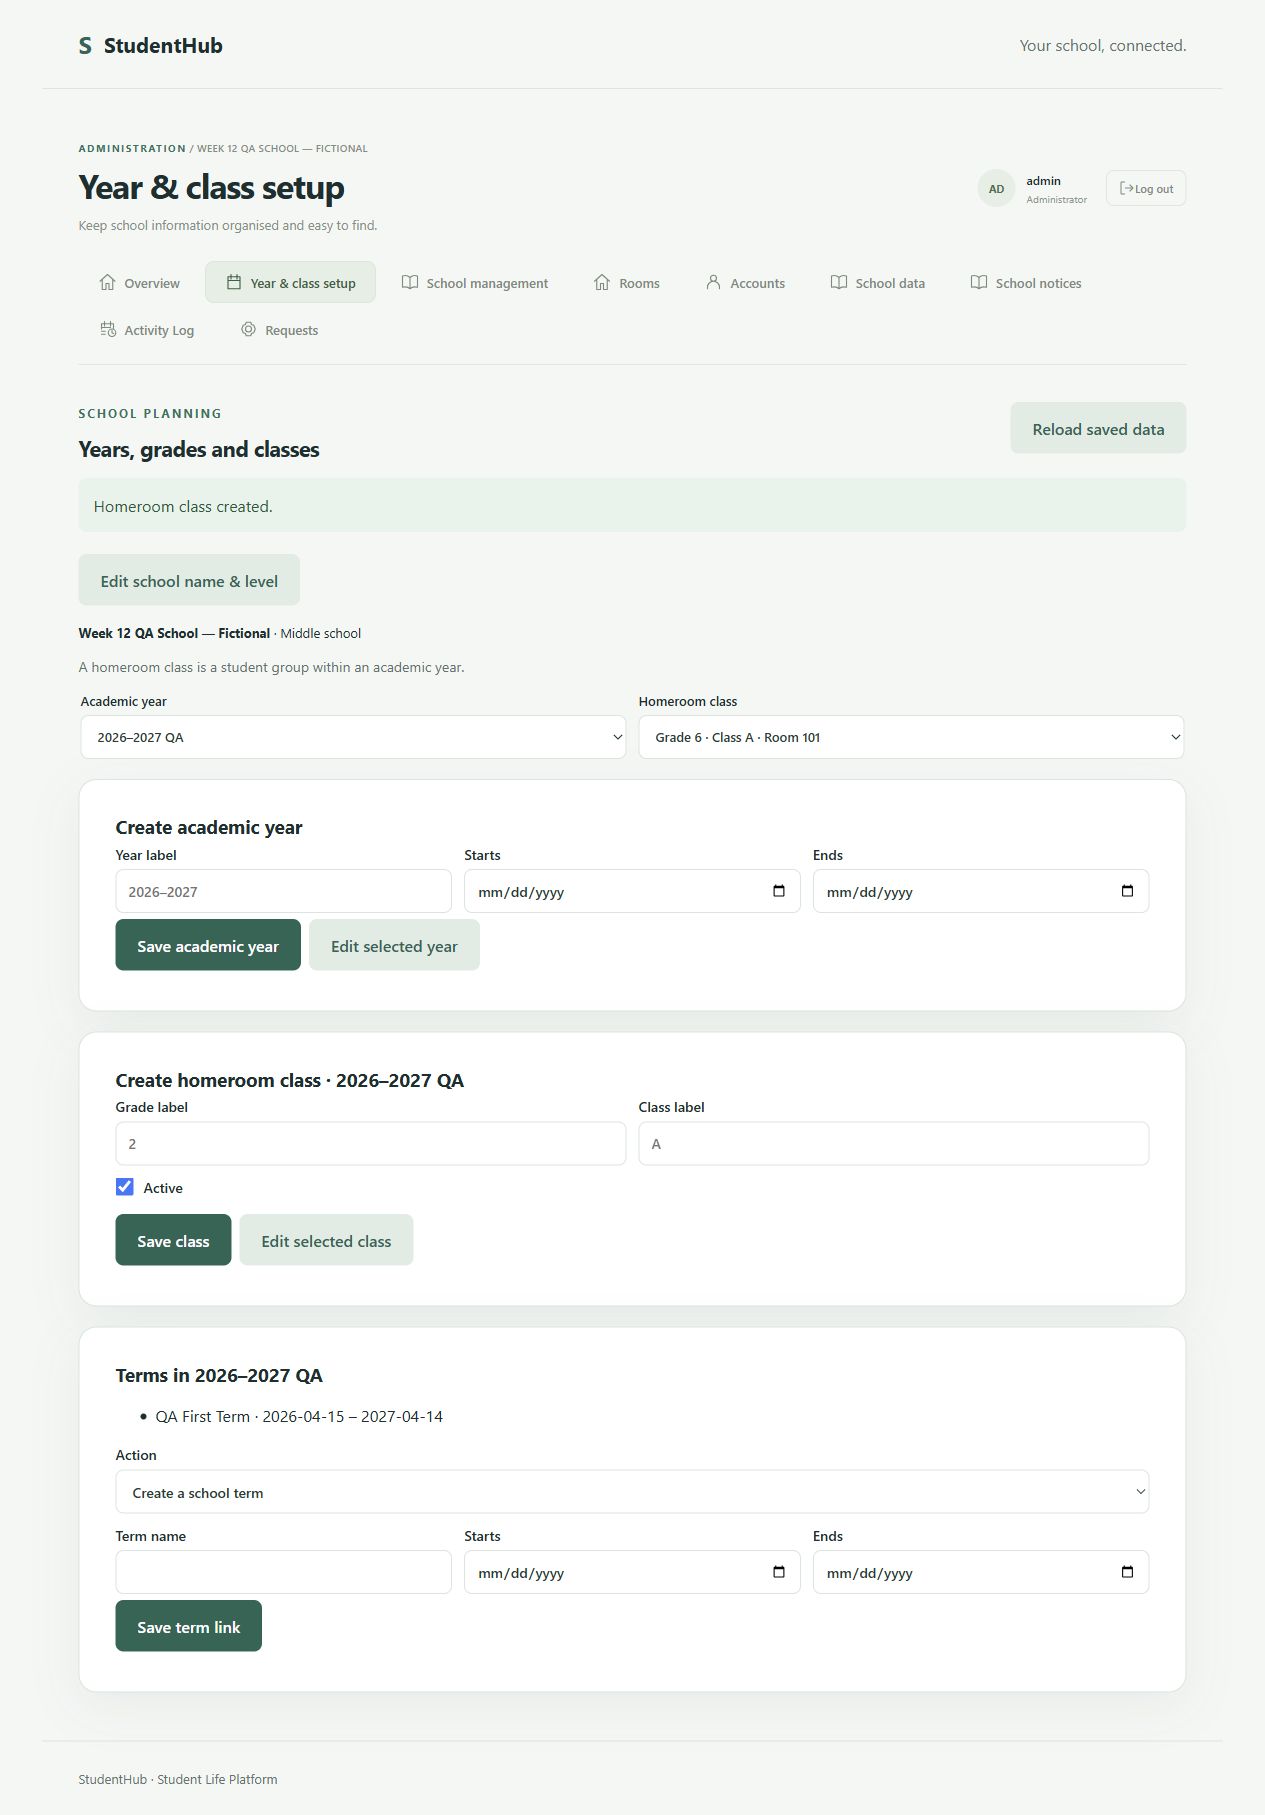 S StudentHub
Your school, connected.
ADMINISTRATION / WEEK 12 QA SCHOOL — FICTIONAL
Year & class setup
Keep school information organised and easy to find.
AD
admin
Administrator
Log out
Overview
Year & class setup
School management
Rooms
Accounts
School data
School notices
Activity Log
Requests
SCHOOL PLANNING
Years, grades and classes
Reload saved data
Homeroom class created.
Edit school name & level
Week 12 QA School — Fictional · Middle school
A homeroom class is a student group within an academic year.
Academic year
2026–2027 QA
Homeroom class
Grade 6 · Class A · Room 101
Create academic year
Year label
Starts
Ends
2026–2027
mm/dd/yyyy
mm/dd/yyyy
Save academic year
Edit selected year
Create homeroom class · 2026–2027 QA
Grade label
Class label
2
A
Active
Save class
Edit selected class
Terms in 2026–2027 QA
• QA First Term · 2026-04-15 – 2027-04-14
Action
Create a school term
Term name
Starts
Ends
mm/dd/yyyy
mm/dd/yyyy
Save term link
StudentHub · Student Life Platform